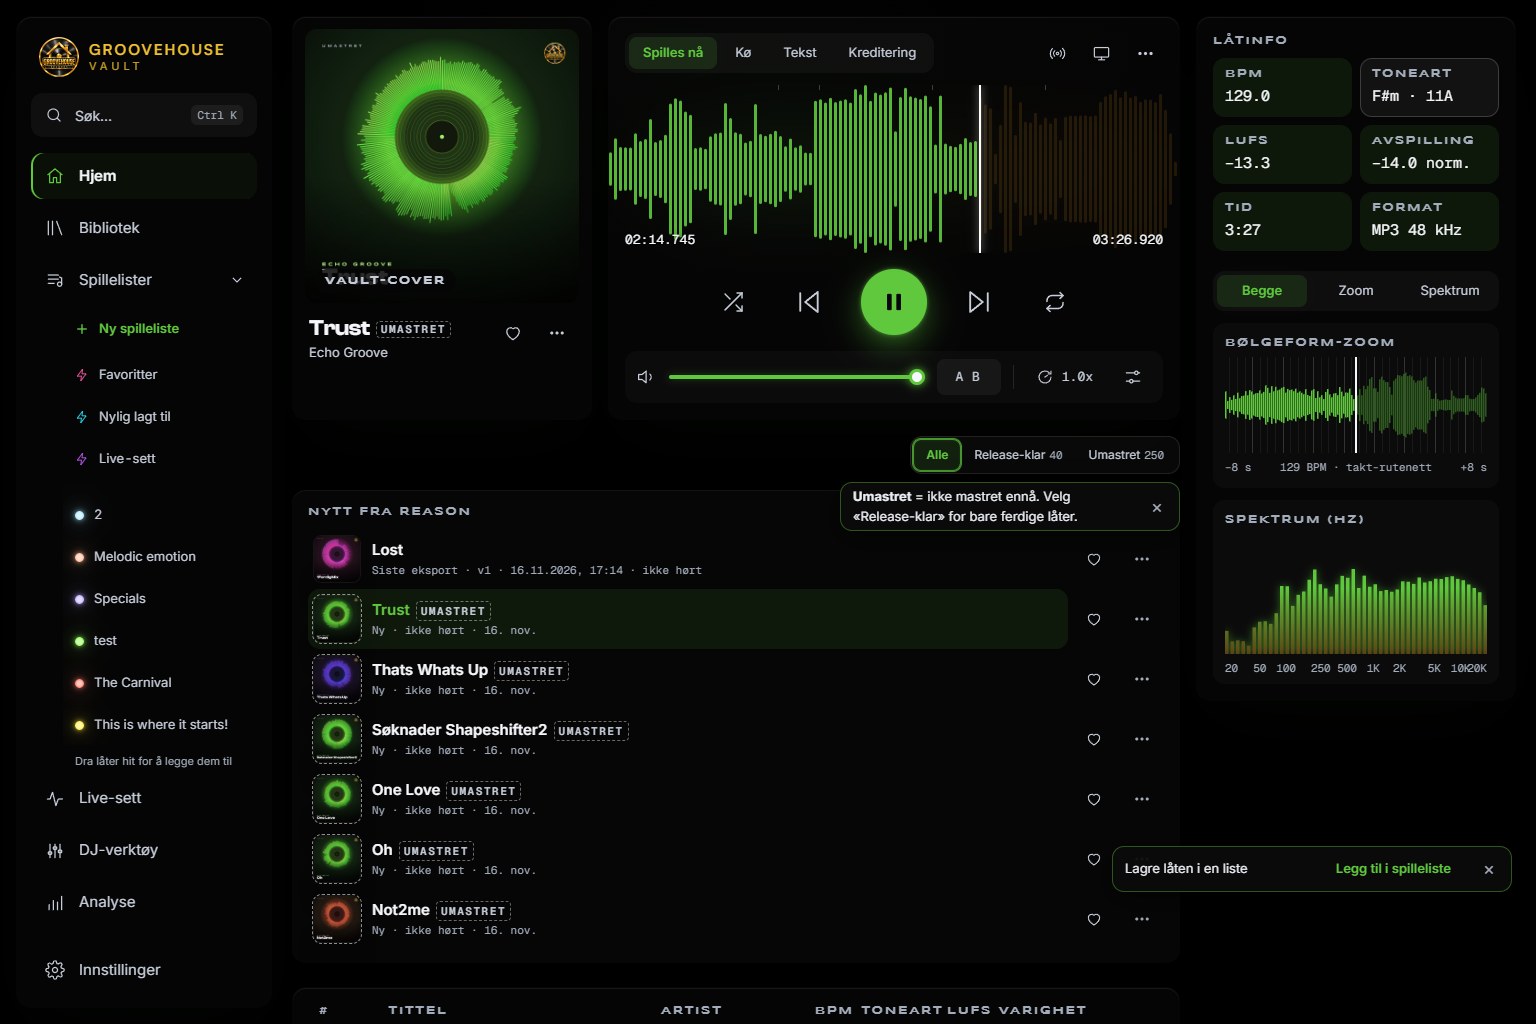 GROOVEHOUSE
VAULT
Søk...
Ctrl K
Hjem
Bibliotek
Spillelister
Ny spilleliste
Favoritter
Nylig lagt til
Live-sett
2
Melodic emotion
Specials
test
The Carnival
This is where it starts!
Dra låter hit for å legge dem til
Live-sett
DJ-verktøy
Analyse
Innstillinger
UMASTRET
ECHO GROOVE
VAULT-COVER
Trust UMASTRET
Echo Groove
Spilles nå Kø Tekst Kreditering
02:14.745 03:26.920
A B
1.0x
Alle Release-klar 40 Umastret 250
Umastret = ikke mastret ennå. Velg
«Release-klar» for bare ferdige låter.
NYTT FRA REASON
Lost
Siste eksport · v1 · 16.11.2026, 17:14 · ikke hørt
Trust UMASTRET
Ny · ikke hørt · 16. nov.
Thats Whats Up UMASTRET
Ny · ikke hørt · 16. nov.
Søknader Shapeshifter2 UMASTRET
Ny · ikke hørt · 16. nov.
One Love UMASTRET
Ny · ikke hørt · 16. nov.
Oh UMASTRET
Ny · ikke hørt · 16. nov.
Not2me UMASTRET
Ny · ikke hørt · 16. nov.
# TITTEL ARTIST BPM TONEART LUFS VARIGHET
LÅTINFO
BPM
129.0
TONEART
F#m · 11A
LUFS
−13.3
AVSPILLING
−14.0 norm.
TID
3:27
FORMAT
MP3 48 kHz
Begge Zoom Spektrum
BØLGEFORM-ZOOM
−8 s 129 BPM · takt-rutenett +8 s
SPEKTRUM (HZ)
20 50 100 250 500 1K 2K 5K 10K 20K
Lagre låten i en liste Legg til i spilleliste